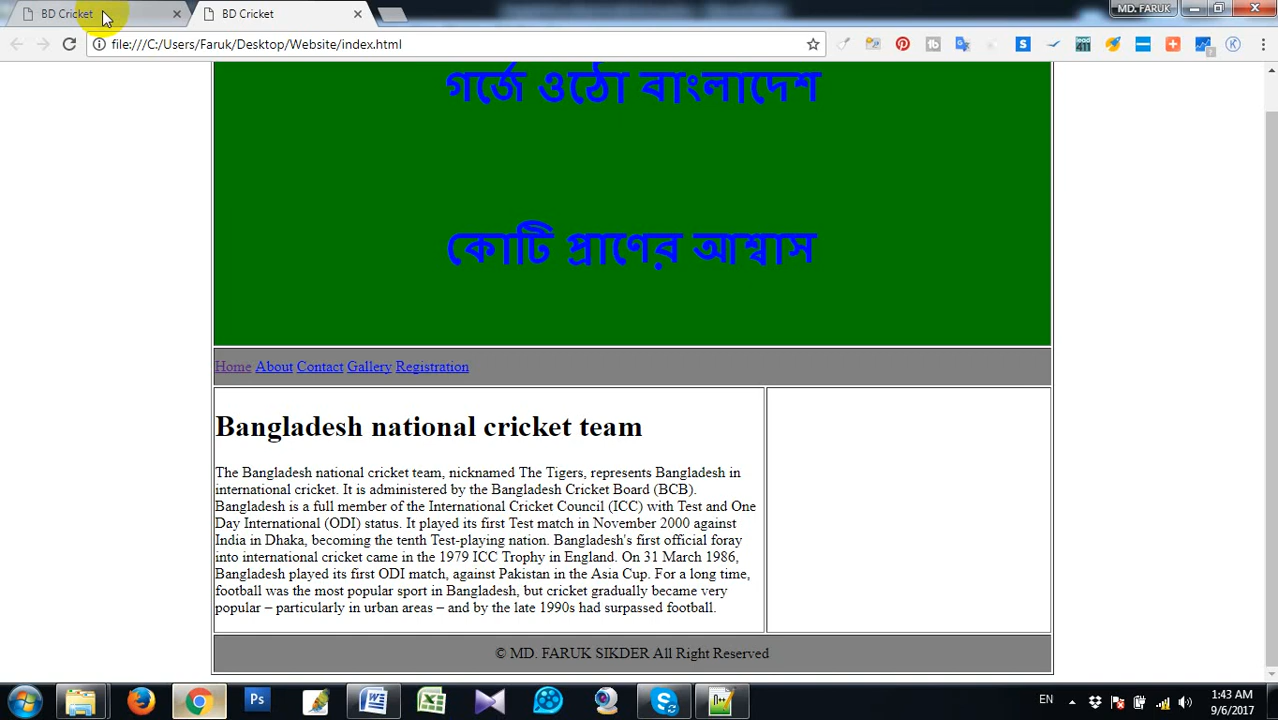 BD Cricket
BD Cricket
MD. FARUK
file:///C:/Users/Faruk/Desktop/Website/index.html
গর্জে ওঠো বাংলাদেশ
কোটি প্রাণের আশ্বাস
Home About Contact Gallery Registration
Bangladesh national cricket team
The Bangladesh national cricket team, nicknamed The Tigers, represents Bangladesh in
international cricket. It is administered by the Bangladesh Cricket Board (BCB).
Bangladesh is a full member of the International Cricket Council (ICC) with Test and One
Day International (ODI) status. It played its first Test match in November 2000 against
India in Dhaka, becoming the tenth Test-playing nation. Bangladesh's first official foray
into international cricket came in the 1979 ICC Trophy in England. On 31 March 1986,
Bangladesh played its first ODI match, against Pakistan in the Asia Cup. For a long time,
football was the most popular sport in Bangladesh, but cricket gradually became very
popular – particularly in urban areas – and by the late 1990s had surpassed football.
© MD. FARUK SIKDER All Right Reserved
EN
1:43 AM
9/6/2017